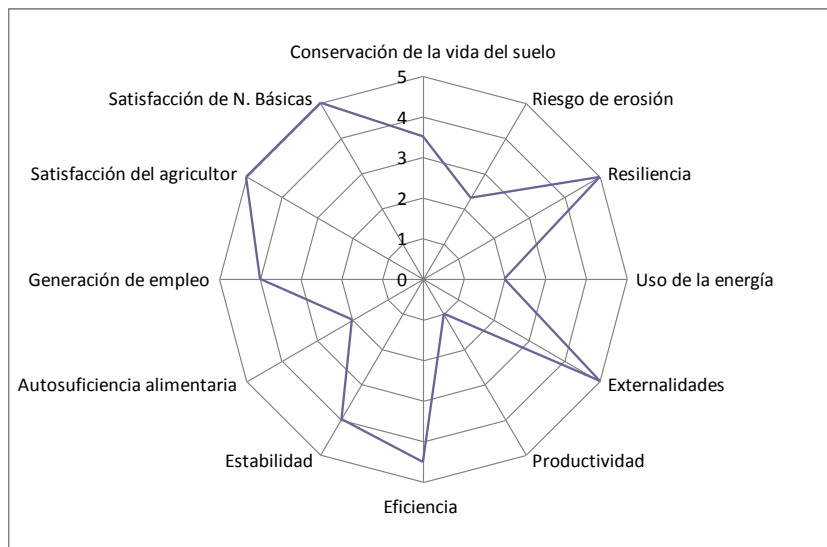 Conservación de la vida del suelo
5
Satisfacción de N. Básicas
Riesgo de erosión
4
3
Satisfacción del agricultor
Resiliencia
2
1
Generación de empleo
0
Uso de la energía
Autosuficiencia alimentaria
Externalidades
Estabilidad
Productividad
Eficiencia